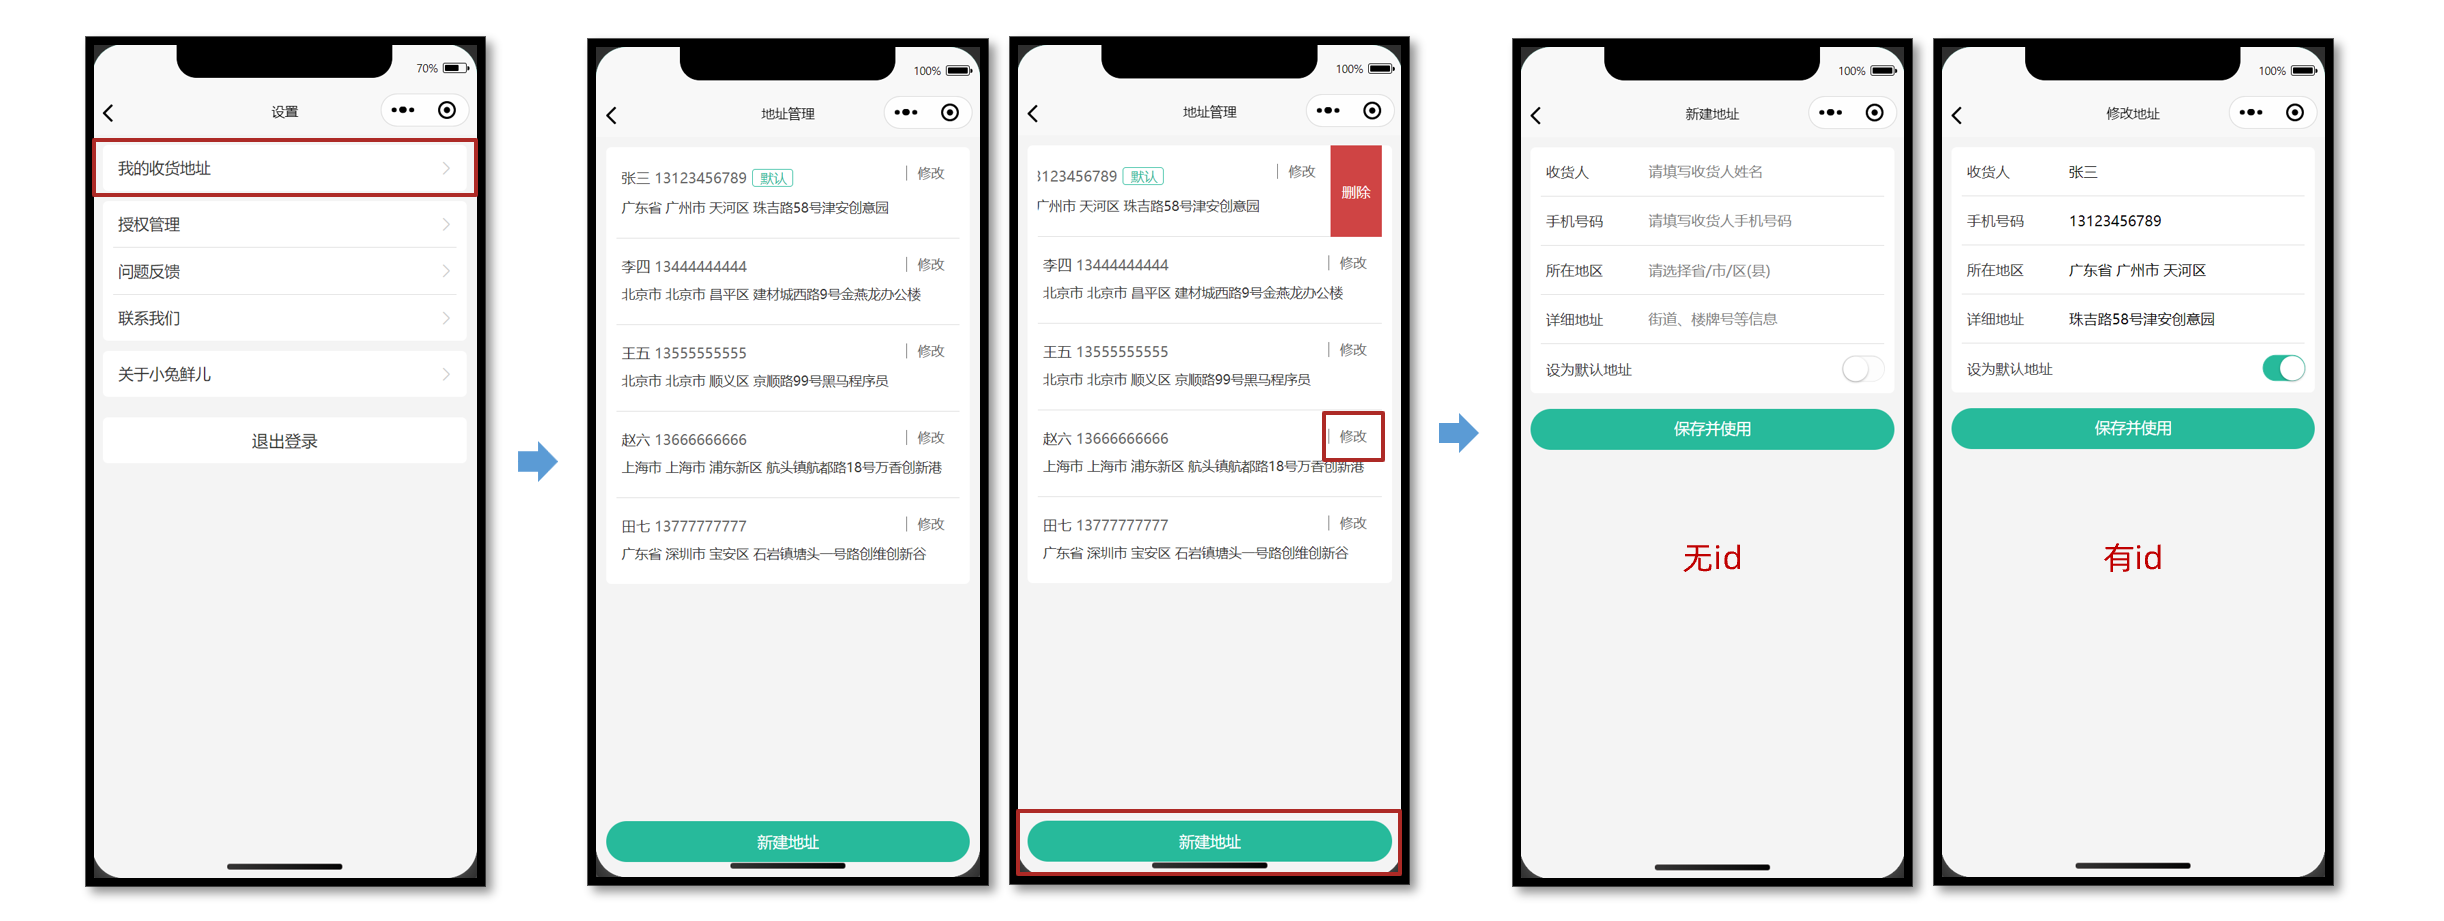 70%
设置
我的收货地址
授权管理
问题反馈
联系我们
关于小兔鲜儿
退出登录
100%
地址管理
张三 13123456789 默认 修改
广东省 广州市 天河区 珠吉路58号津安创意园
李四 13444444444 修改
北京市 北京市 昌平区 建材城西路9号金燕龙办公楼
王五 13555555555 修改
北京市 北京市 顺义区 京顺路99号黑马程序员
赵六 13666666666 修改
上海市 上海市 浦东新区 航头镇航都路18号万香创新港
田七 13777777777 修改
广东省 深圳市 宝安区 石岩镇塘头一号路创维创新谷
新建地址
100%
地址管理
3123456789 默认 修改
删除
广州市 天河区 珠吉路58号津安创意园
李四 13444444444 修改
北京市 北京市 昌平区 建材城西路9号金燕龙办公楼
王五 13555555555 修改
北京市 北京市 顺义区 京顺路99号黑马程序员
赵六 13666666666 修改
上海市 上海市 浦东新区 航头镇航都路18号万香创新港
田七 13777777777 修改
广东省 深圳市 宝安区 石岩镇塘头一号路创维创新谷
新建地址
100%
新建地址
收货人 请填写收货人姓名
手机号码 请填写收货人手机号码
所在地区 请选择省/市/区(县)
详细地址 街道、楼牌号等信息
设为默认地址
保存并使用
无id
100%
修改地址
收货人 张三
手机号码 13123456789
所在地区 广东省 广州市 天河区
详细地址 珠吉路58号津安创意园
设为默认地址
保存并使用
有id